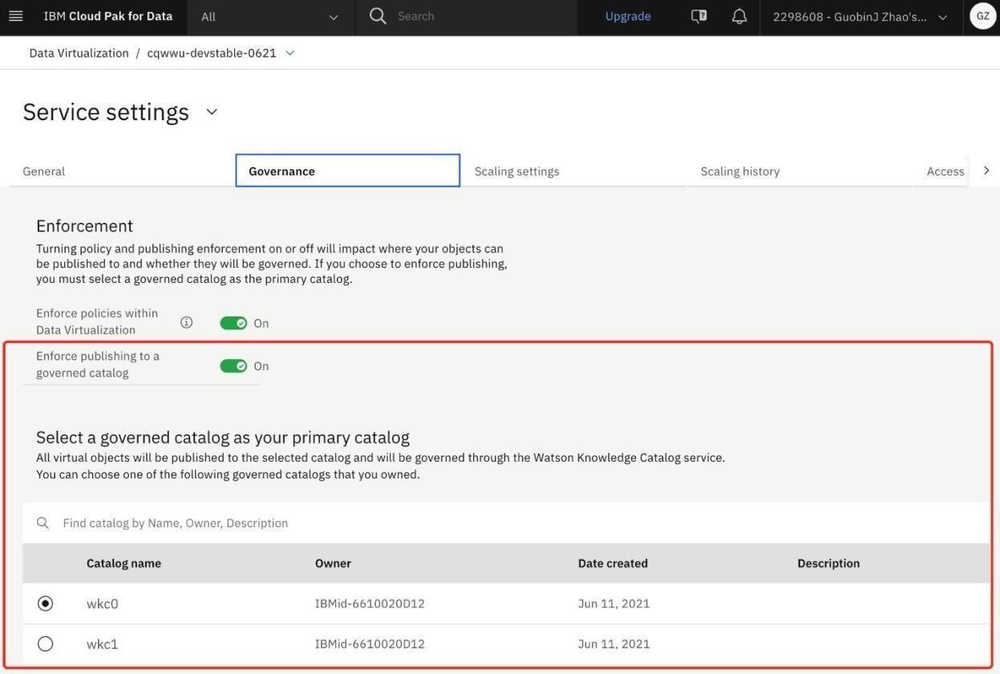 IBM Cloud Pak for Data All Search Upgrade 2298608 - GuobinJ Zhao's... GZ
Data Virtualization / cqwwu-devstable-0621
Service settings
General Governance Scaling settings Scaling history Access
Enforcement
Turning policy and publishing enforcement on or off will impact where your objects can
be published to and whether they will be governed. If you choose to enforce publishing,
you must select a governed catalog as the primary catalog.
Enforce policies within
Data Virtualization
On
Enforce publishing to a
governed catalog
On
Select a governed catalog as your primary catalog
All virtual objects will be published to the selected catalog and will be governed through the Watson Knowledge Catalog service.
You can choose one of the following governed catalogs that you owned.
Find catalog by Name, Owner, Description
Catalog name Owner Date created Description
wkc0 IBMid-6610020D12 Jun 11, 2021
wkc1 IBMid-6610020D12 Jun 11, 2021